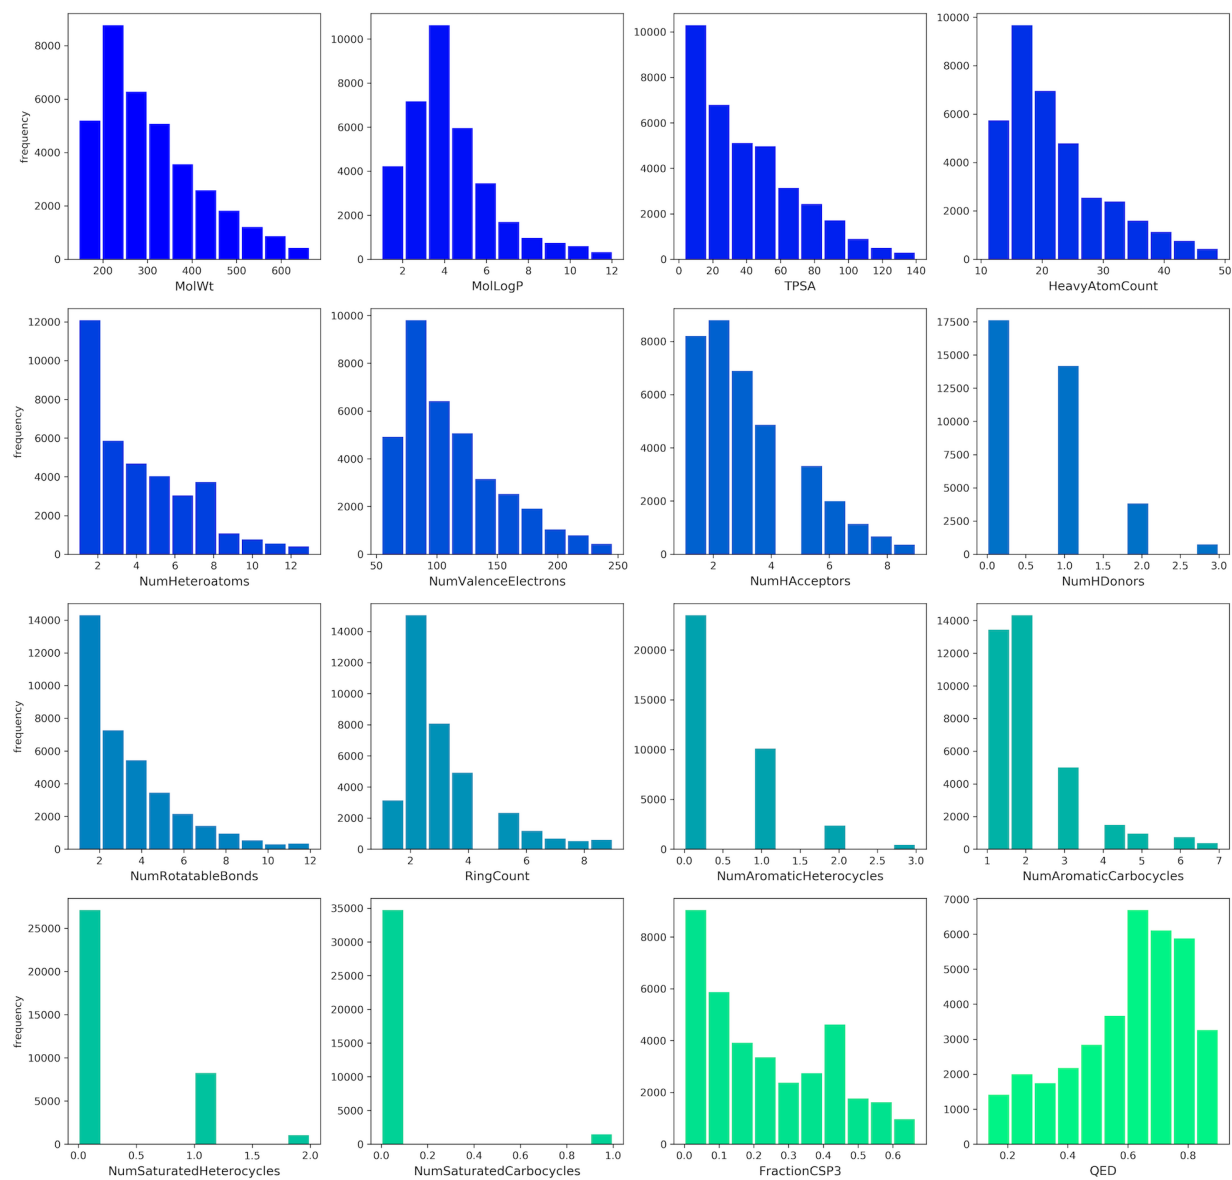 8000
6000
4000
2000
0
frequency
200 300 400 500 600
MolWt
10000
8000
6000
4000
2000
0
2 4 6 8 10 12
MolLogP
10000
8000
6000
4000
2000
0
0 20 40 60 80 100 120 140
TPSA
10000
8000
6000
4000
2000
0
10 20 30 40 50
HeavyAtomCount
12000
10000
8000
6000
4000
2000
0
frequency
2 4 6 8 10 12
NumHeteroatoms
10000
8000
6000
4000
2000
0
50 100 150 200 250
NumValenceElectrons
8000
6000
4000
2000
0
2 4 6 8
NumHAcceptors
17500
15000
12500
10000
7500
5000
2500
0
0.0 0.5 1.0 1.5 2.0 2.5 3.0
NumHDonors
14000
12000
10000
8000
6000
4000
2000
0
frequency
2 4 6 8 10 12
NumRotatableBonds
14000
12000
10000
8000
6000
4000
2000
0
2 4 6 8
RingCount
20000
15000
10000
5000
0
0.0 0.5 1.0 1.5 2.0 2.5 3.0
NumAromaticHeterocycles
14000
12000
10000
8000
6000
4000
2000
0
1 2 3 4 5 6 7
NumAromaticCarbocycles
25000
20000
15000
10000
5000
0
frequency
0.0 0.5 1.0 1.5 2.0
NumSaturatedHeterocycles
35000
30000
25000
20000
15000
10000
5000
0
0.0 0.2 0.4 0.6 0.8 1.0
NumSaturatedCarbocycles
8000
6000
4000
2000
0
0.0 0.1 0.2 0.3 0.4 0.5 0.6
FractionCSP3
7000
6000
5000
4000
3000
2000
1000
0
0.2 0.4 0.6 0.8
QED